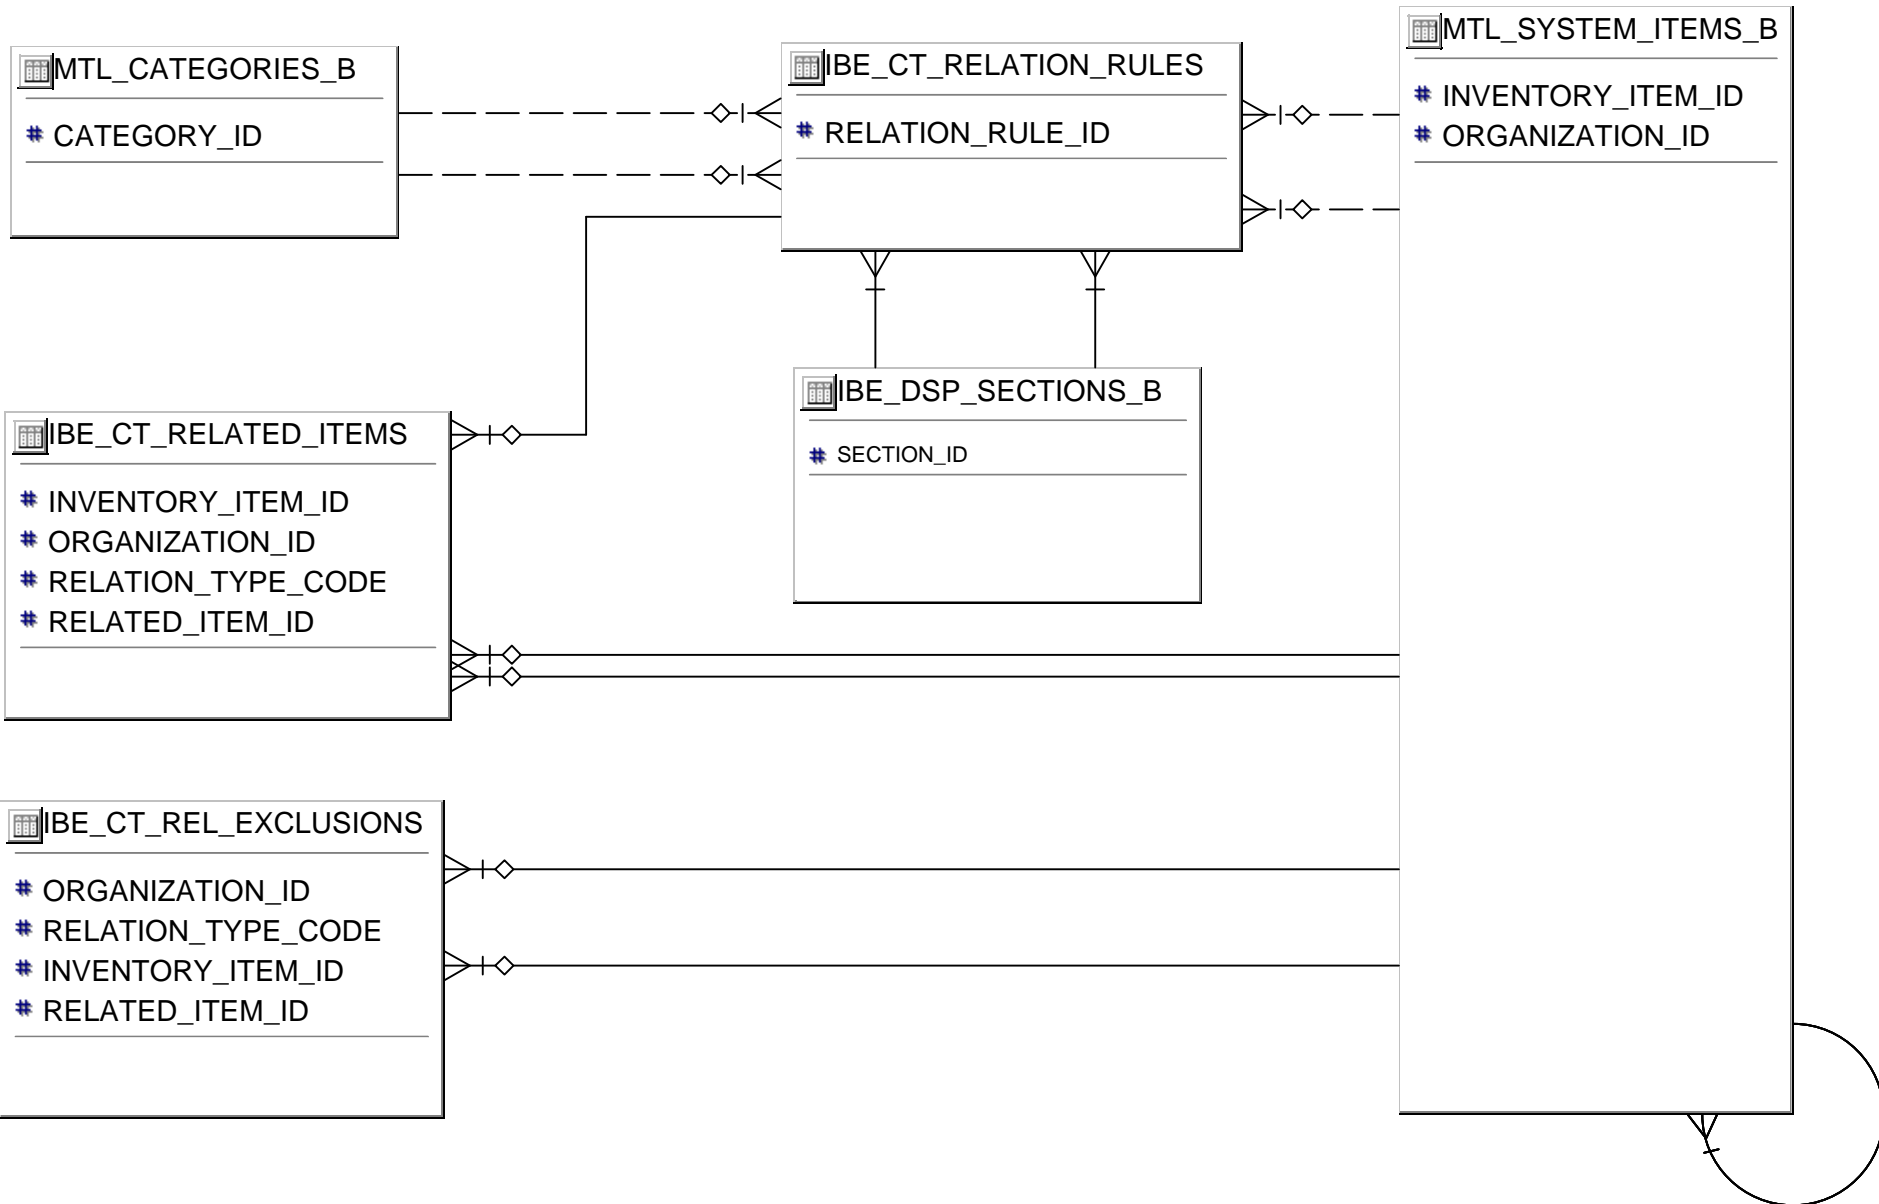 MTL_CATEGORIES_B
# CATEGORY_ID
IBE_CT_RELATION_RULES
# RELATION_RULE_ID
MTL_SYSTEM_ITEMS_B
# INVENTORY_ITEM_ID
# ORGANIZATION_ID
IBE_CT_RELATED_ITEMS
# INVENTORY_ITEM_ID
# ORGANIZATION_ID
# RELATION_TYPE_CODE
# RELATED_ITEM_ID
IBE_DSP_SECTIONS_B
# SECTION_ID
IBE_CT_REL_EXCLUSIONS
# ORGANIZATION_ID
# RELATION_TYPE_CODE
# INVENTORY_ITEM_ID
# RELATED_ITEM_ID